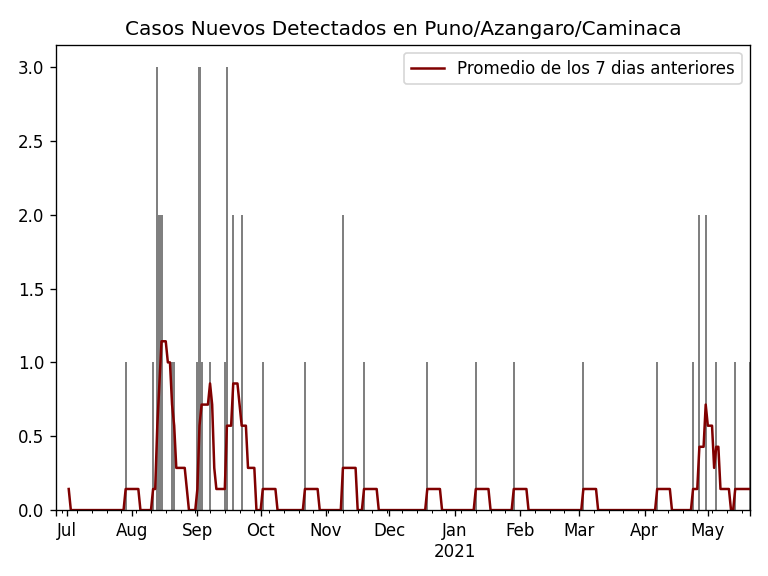 Casos Nuevos Detectados en Puno/Azangaro/Caminaca
Promedio de los 7 dias anteriores
3.0
2.5
2.0
1.5
1.0
0.5
0.0
Jul Aug Sep Oct Nov Dec Jan Feb Mar Apr May
2021